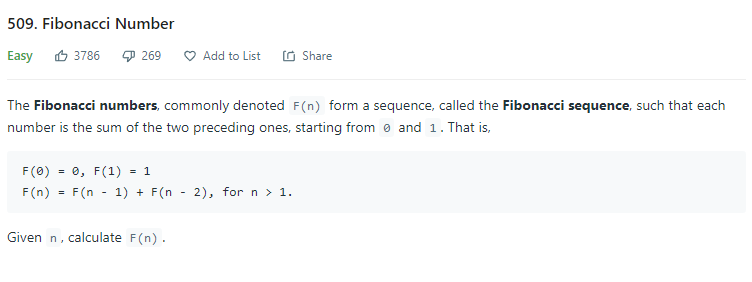 509. Fibonacci Number
Easy 3786 269 Add to List Share
The Fibonacci numbers, commonly denoted F(n) form a sequence, called the Fibonacci sequence, such that each
number is the sum of the two preceding ones, starting from 0 and 1. That is,
F(0) = 0, F(1) = 1
F(n) = F(n - 1) + F(n - 2), for n > 1.
Given n, calculate F(n).